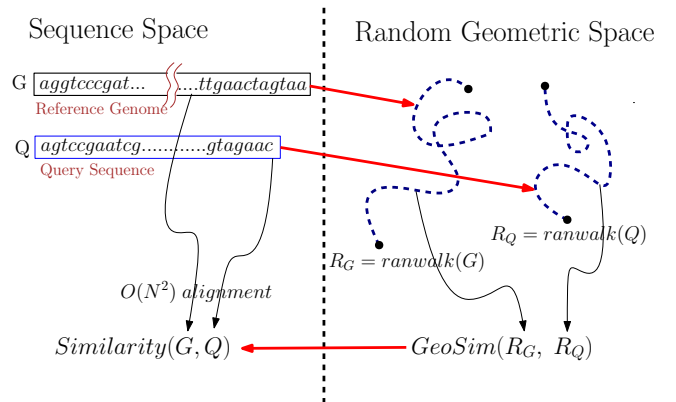 Sequence Space
Random Geometric Space
G aggtcccgat... ....ttgaactagtaa
Reference Genome
Q agtccgaatcg............gtagaac
Query Sequence
R_Q = ranwalk(Q)
R_G = ranwalk(G)
O(N^2) alignment
Similarity(G, Q)
GeoSim(R_G, R_Q)